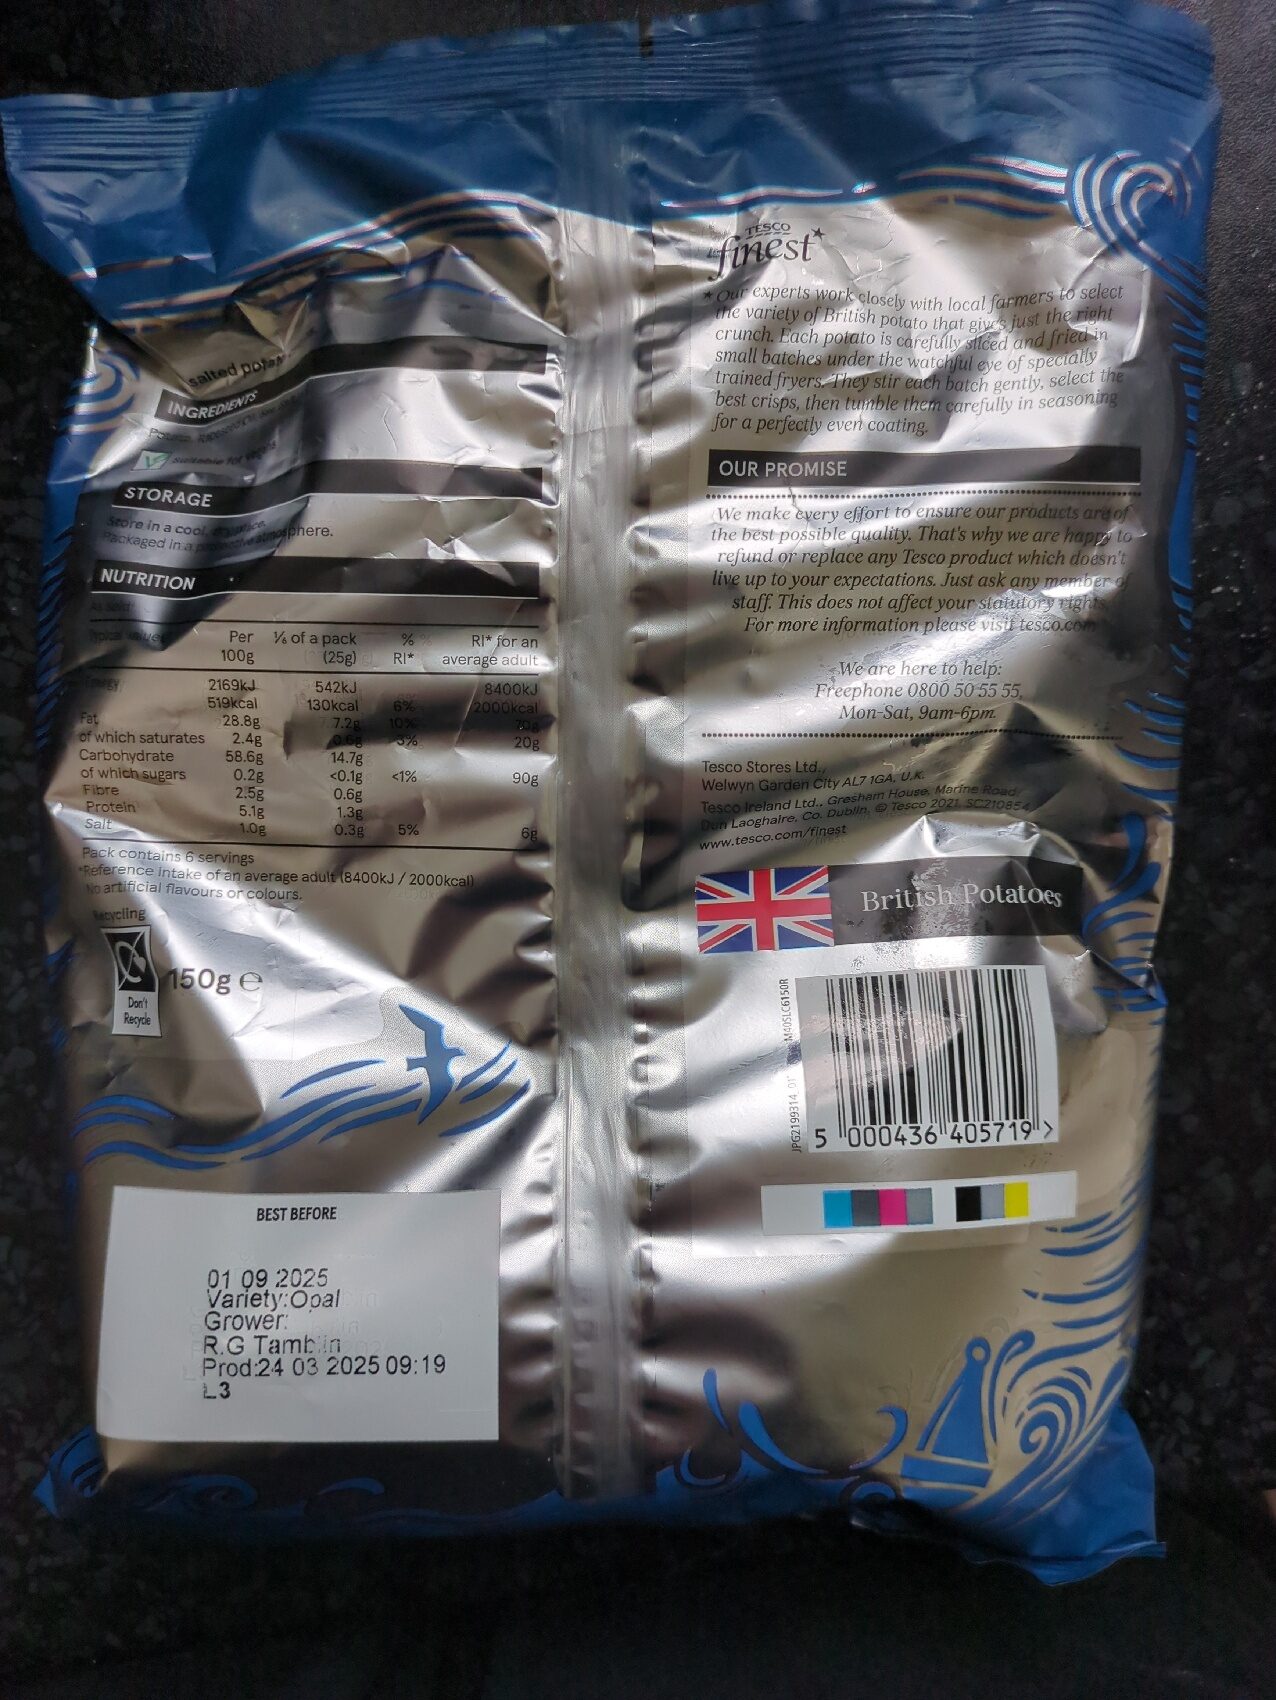 salted pota
INGREDIENTS
Suitable for
STORAGE
Store in a cool, dry place.
Packaged in a protective atmosphere.
NUTRITION
As sold
Typical values Per 100g ⅙ of a pack (25g) % RI* RI* for an average adult
Energy 2169kJ 542kJ 8400kJ
519kcal 130kcal 6% 2000kcal
Fat 28.8g 7.2g 10% 70g
of which saturates 2.4g 0.6g 3% 20g
Carbohydrate 58.6g 14.7g
of which sugars 0.2g <0.1g <1% 90g
Fibre 2.5g 0.6g
Protein 5.1g 1.3g
Salt 1.0g 0.3g 5% 6g
Pack contains 6 servings
*Reference intake of an average adult (8400kJ / 2000kcal)
No artificial flavours or colours.
Recycling
Don't
Recycle
150g e
BEST BEFORE
01 09 2025
Variety:Opal
Grower:
R.G Tamblin
Prod:24 03 2025 09:19
L3
TESCO
finest*
*Our experts work closely with local farmers to select
the variety of British potato that gives just the right
crunch. Each potato is carefully sliced and fried in
small batches under the watchful eye of specially
trained fryers. They stir each batch gently, select the
best crisps, then tumble them carefully in seasoning
for a perfectly even coating.
OUR PROMISE
We make every effort to ensure our products are of
the best possible quality. That's why we are happy to
refund or replace any Tesco product which doesn't
live up to your expectations. Just ask any member of
staff. This does not affect your statutory rights.
For more information please visit tesco.com
We are here to help:
Freephone 0800 50 55 55,
Mon-Sat, 9am-6pm.
Tesco Stores Ltd.,
Welwyn Garden City AL7 1GA, U.K.
Tesco Ireland Ltd., Gresham House, Marine Road,
Dun Laoghaire, Co. Dublin. © Tesco 2021. SC210854
www.tesco.com/finest
British Potatoes
JPG2199314_01 M405LC6150R
5 000436 405719 >